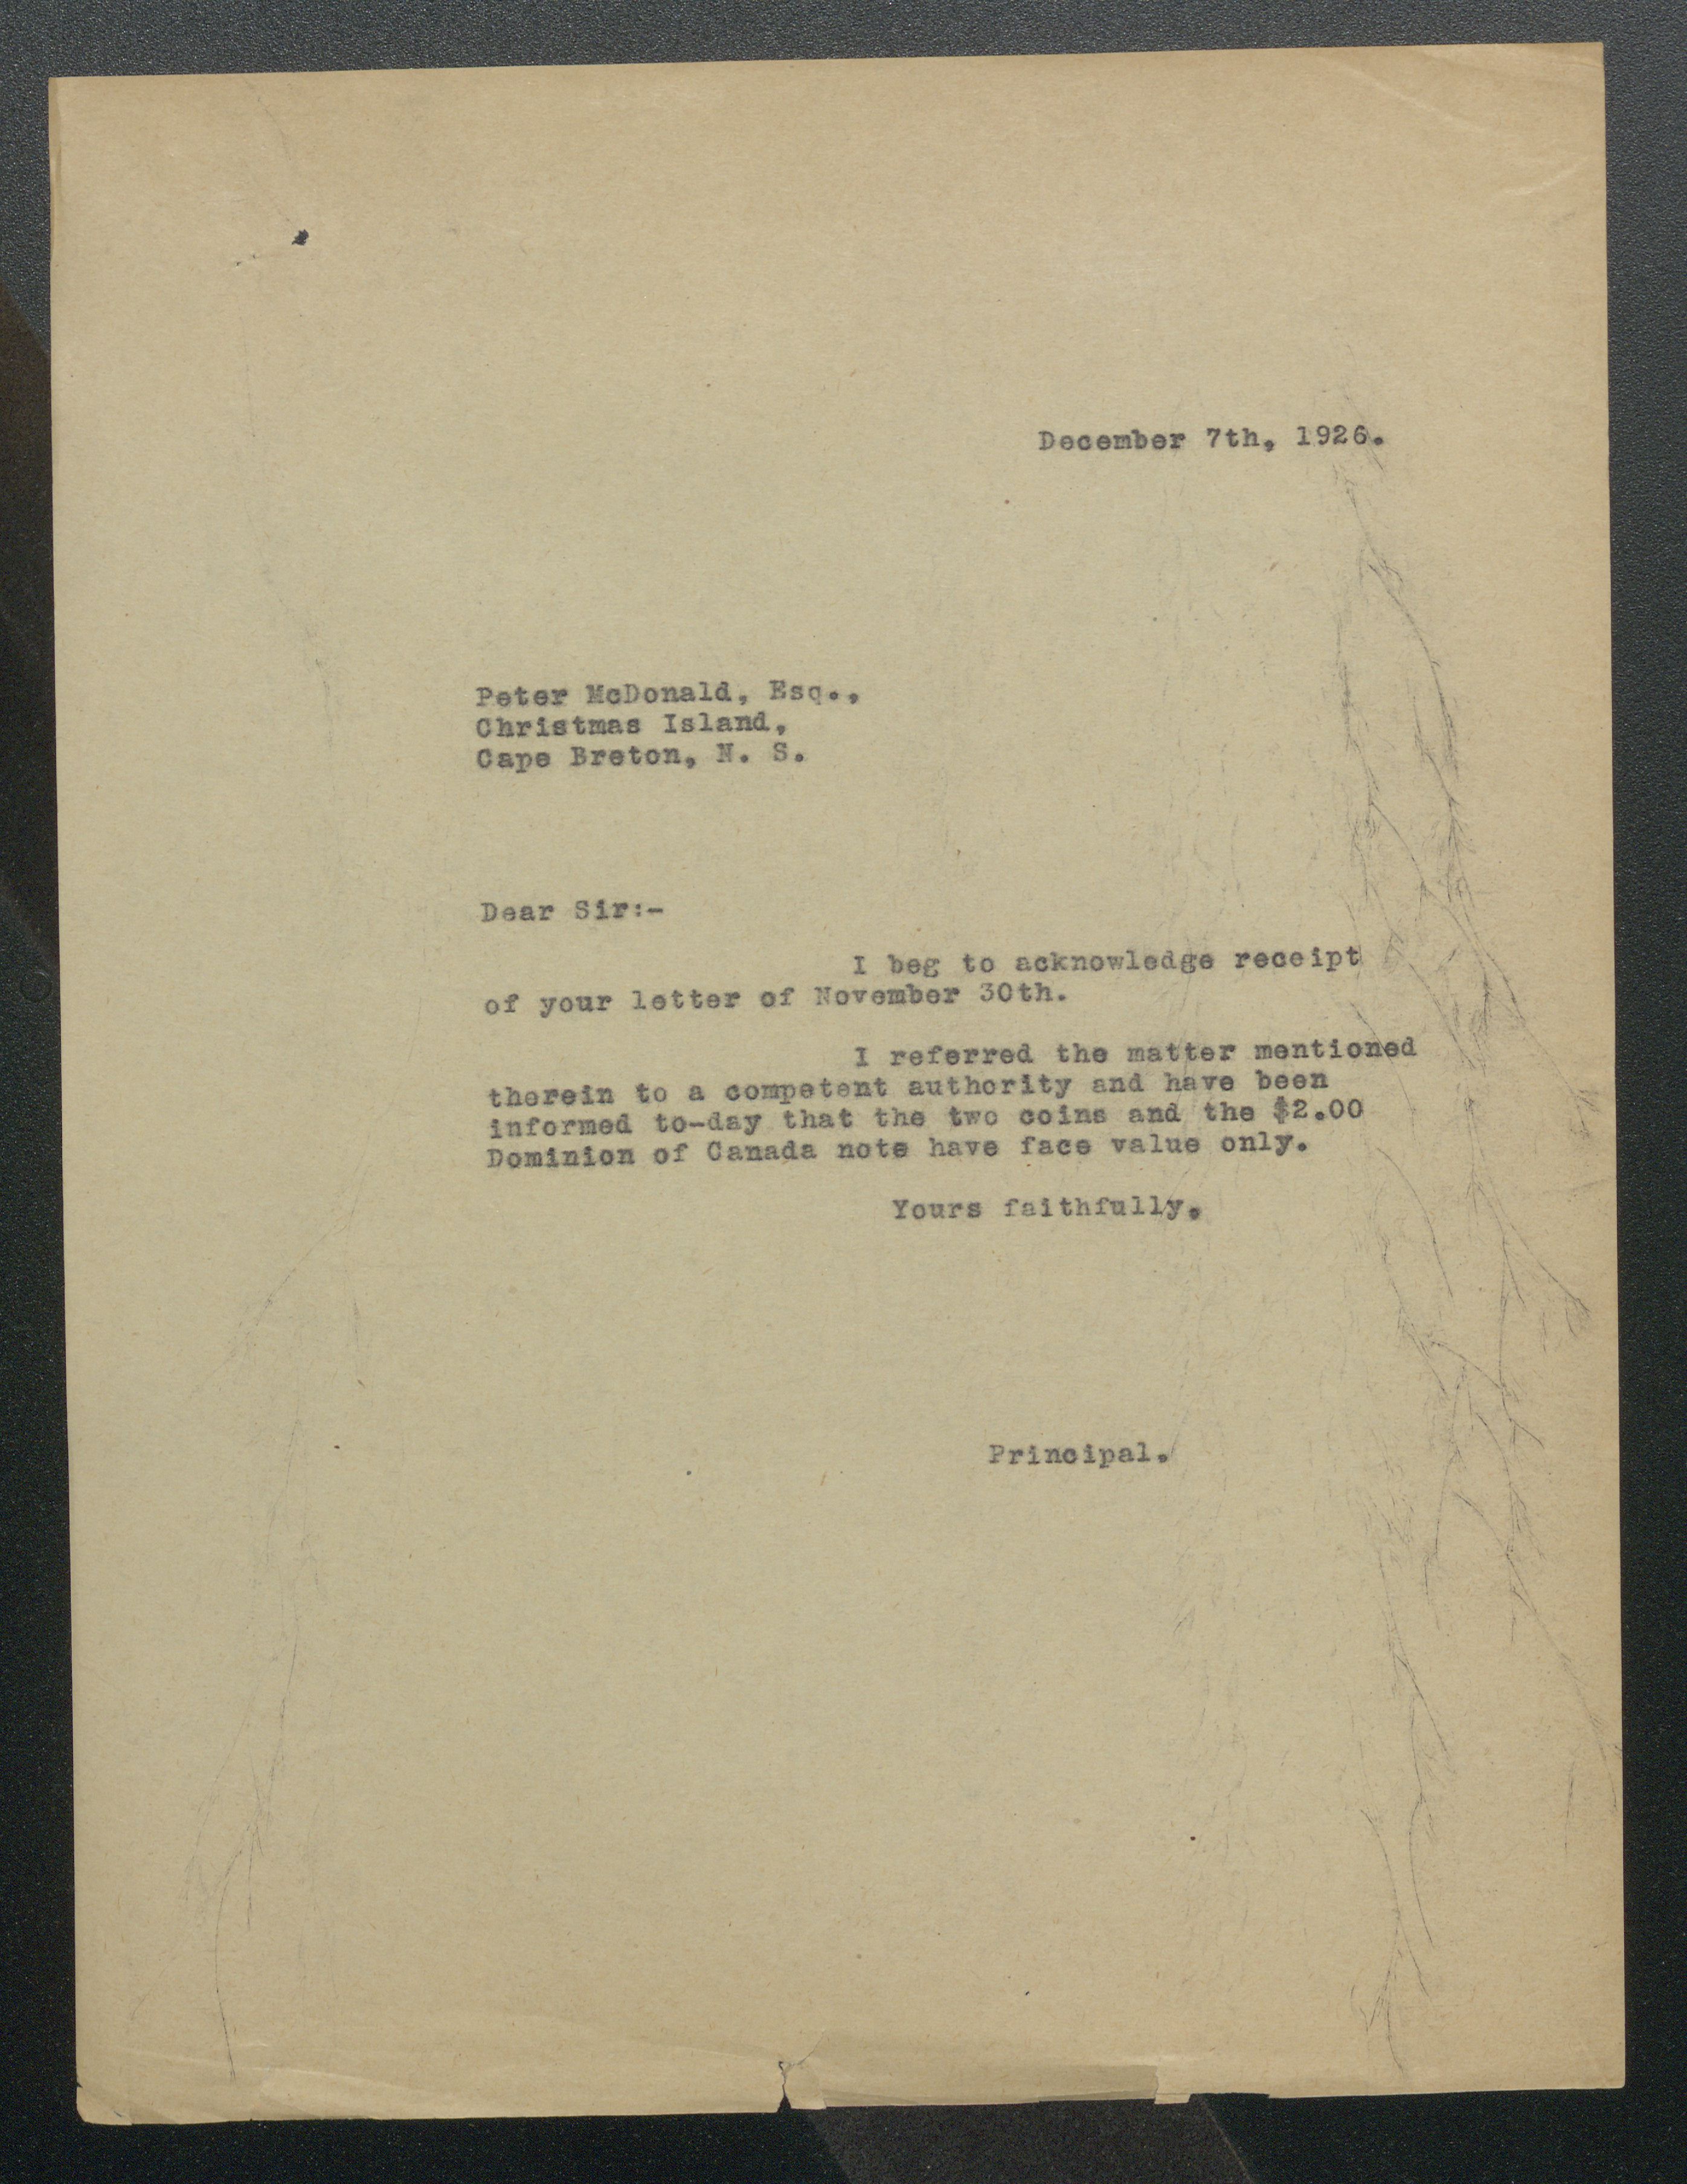 December 7th, 1926.
Peter McDonald, Esq.,
Christmas Island,
Cape Breton, N. S.
Dear Sir:-
I beg to acknowledge receipt
of your letter of November 30th.
I referred the matter mentioned
therein to a competent authority and have been
informed to-day that the two coins and the $2.00
Dominion of Canada note have face value only.
Yours faithfully,
Principal.